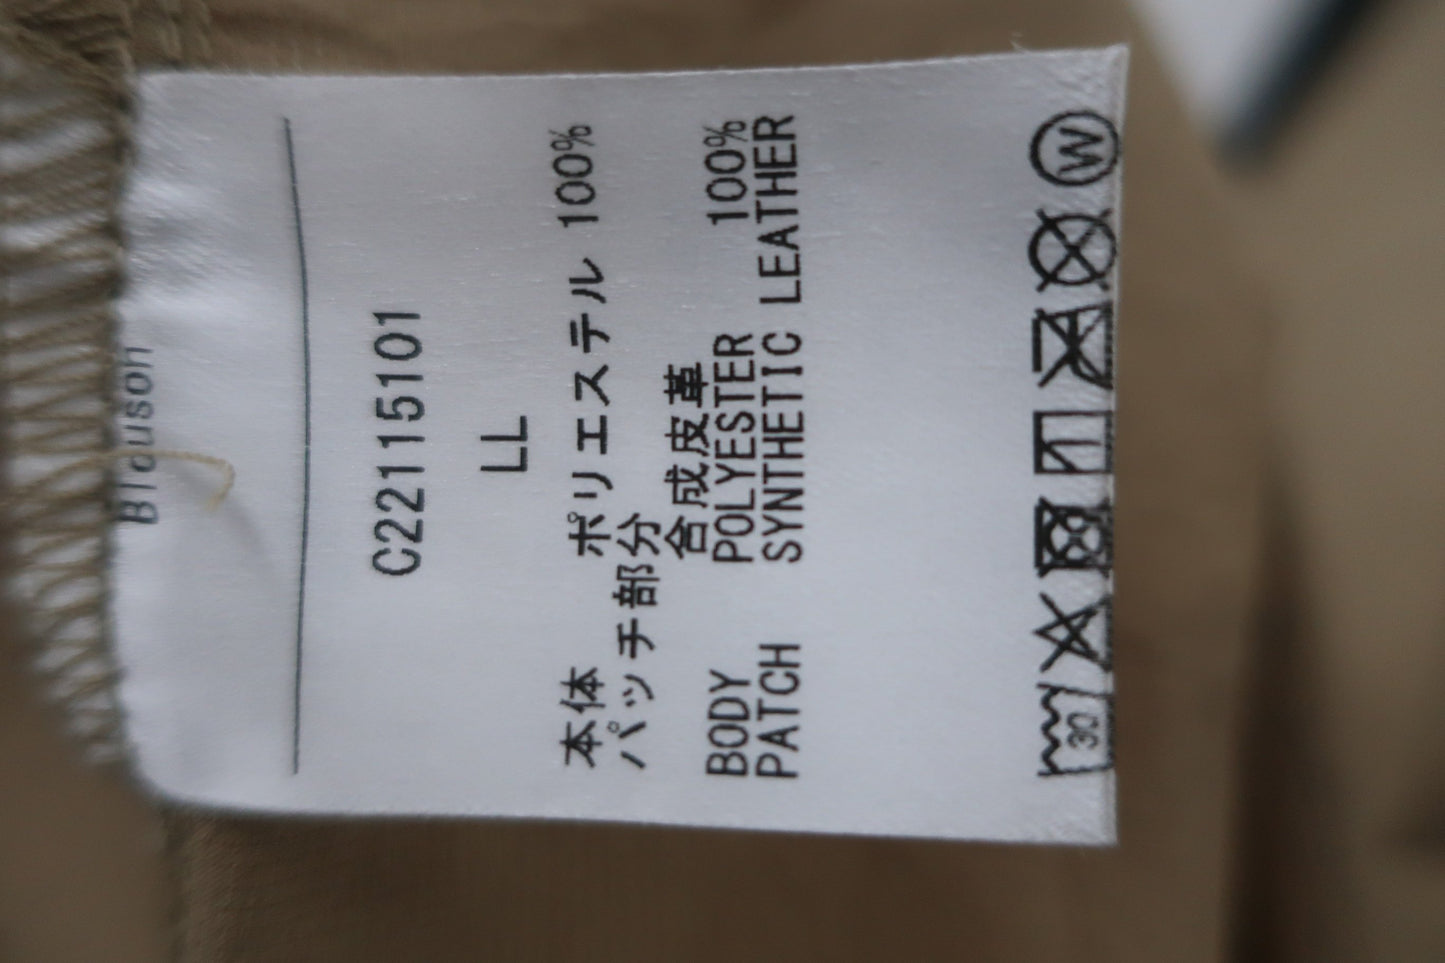 Blouson
C22115101
LL
本体 ポリエステル 100%
パッチ部分
合成皮革
BODY POLYESTER 100%
PATCH SYNTHETIC LEATHER
30 W